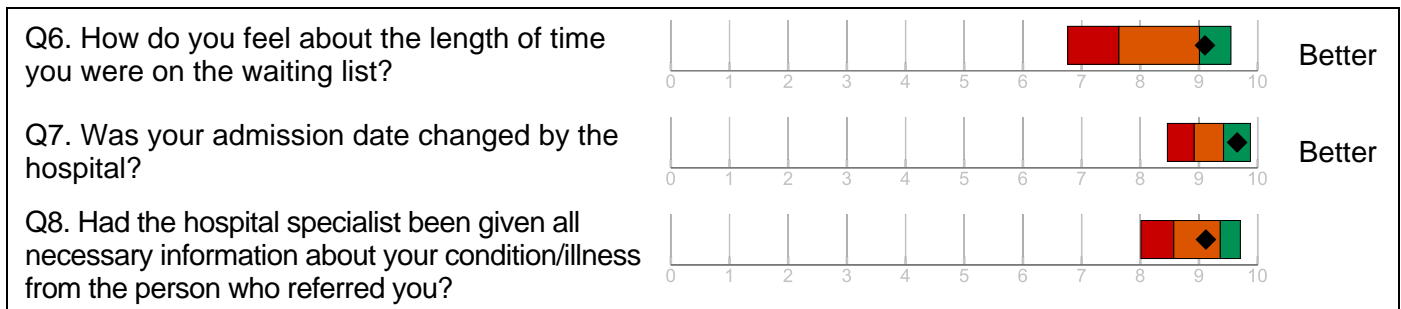 Q6. How do you feel about the length of time
you were on the waiting list?
0 1 2 3 4 5 6 7 8 9 10
Better
Q7. Was your admission date changed by the
hospital?
0 1 2 3 4 5 6 7 8 9 10
Better
Q8. Had the hospital specialist been given all
necessary information about your condition/illness
from the person who referred you?
0 1 2 3 4 5 6 7 8 9 10